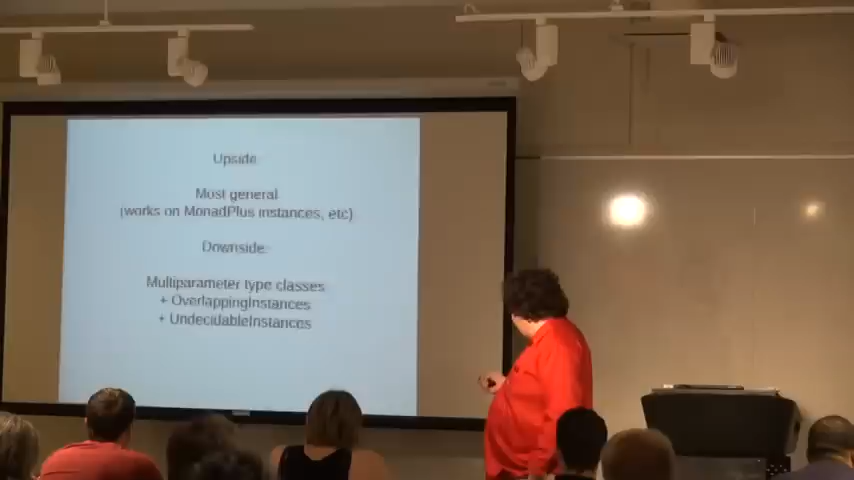 Upside:
Most general
(works on MonadPlus instances, etc)
Downside:
Multiparameter type classes
+ OverlappingInstances
+ UndecidableInstances